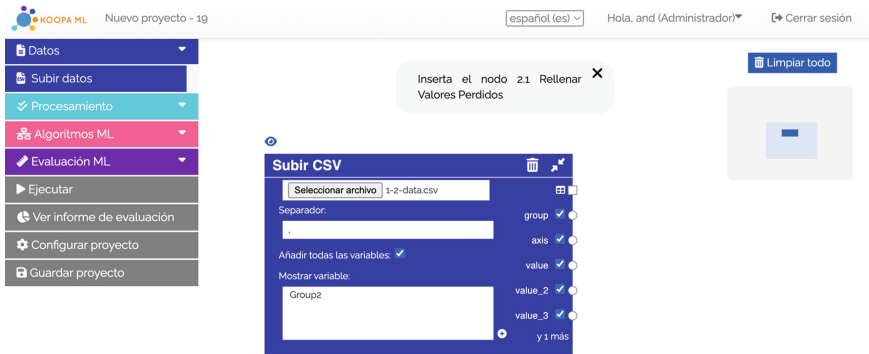 KOOPA ML
Nuevo proyecto - 19
español (es)
Hola, and (Administrador)
Cerrar sesión
Datos
Subir datos
Procesamiento
Algoritmos ML
Evaluación ML
Ejecutar
Ver informe de evaluación
Configurar proyecto
Guardar proyecto
Inserta el nodo 2.1 Rellenar
Valores Perdidos
Limpiar todo
Subir CSV
Seleccionar archivo 1-2-data.csv
Separador:
,
Añadir todas las variables:
Mostrar variable:
Group2
group
axis
value
value_2
value_3
y 1 más